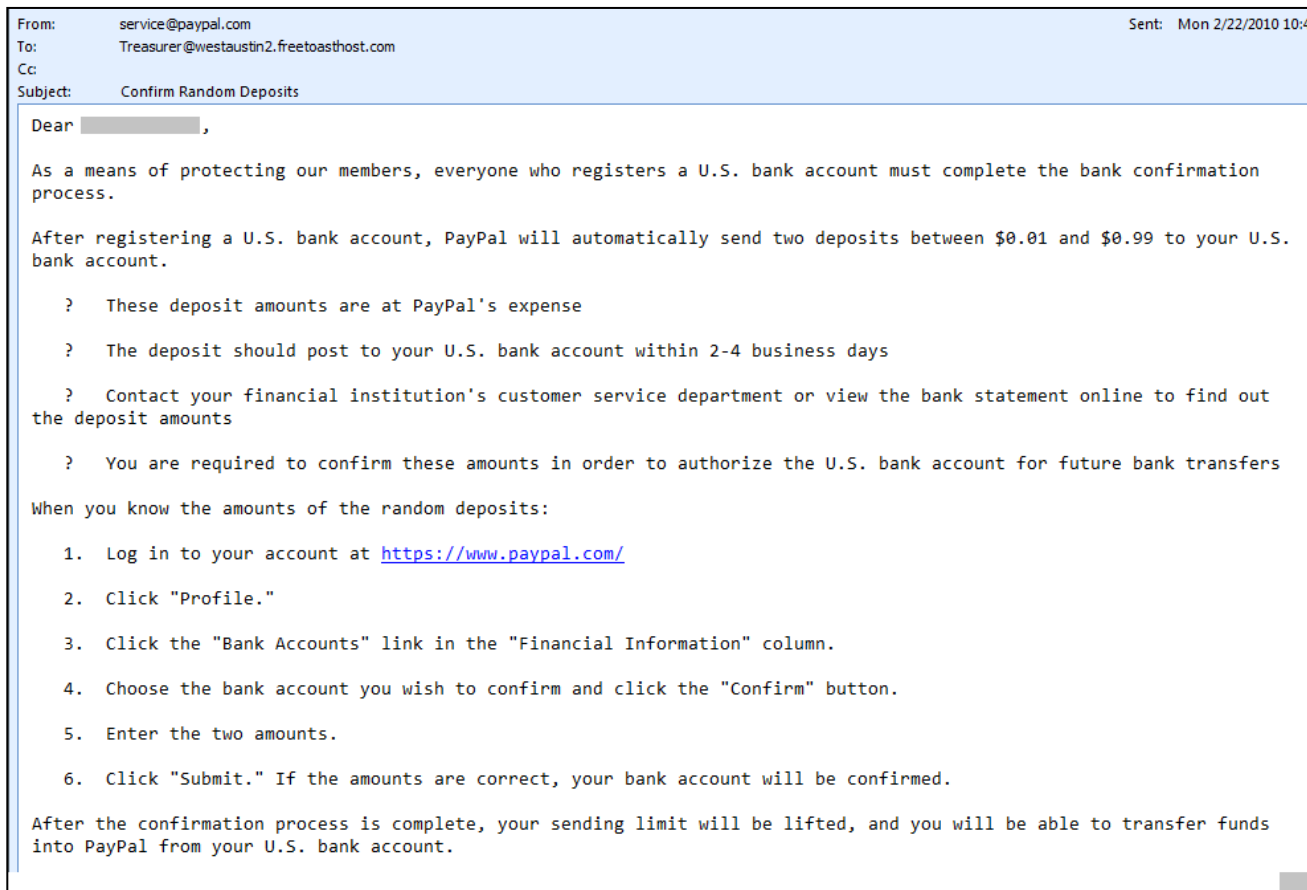 From: service@paypal.com Sent: Mon 2/22/2010 10:4
To: Treasurer@westaustin2.freetoasthost.com
Cc:
Subject: Confirm Random Deposits
Dear ,
As a means of protecting our members, everyone who registers a U.S. bank account must complete the bank confirmation
process.
After registering a U.S. bank account, PayPal will automatically send two deposits between $0.01 and $0.99 to your U.S.
bank account.
? These deposit amounts are at PayPal's expense
? The deposit should post to your U.S. bank account within 2-4 business days
? Contact your financial institution's customer service department or view the bank statement online to find out
the deposit amounts
? You are required to confirm these amounts in order to authorize the U.S. bank account for future bank transfers
When you know the amounts of the random deposits:
1. Log in to your account at https://www.paypal.com/
2. Click "Profile."
3. Click the "Bank Accounts" link in the "Financial Information" column.
4. Choose the bank account you wish to confirm and click the "Confirm" button.
5. Enter the two amounts.
6. Click "Submit." If the amounts are correct, your bank account will be confirmed.
After the confirmation process is complete, your sending limit will be lifted, and you will be able to transfer funds
into PayPal from your U.S. bank account.